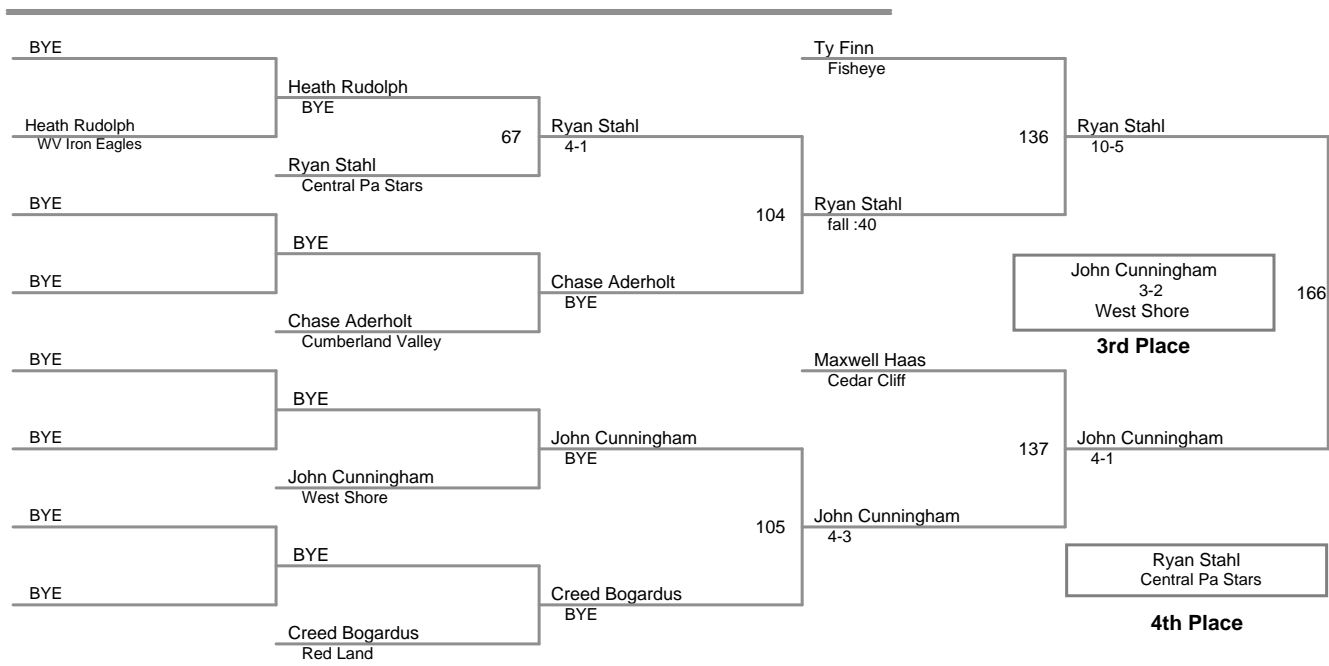 BYE
Heath Rudolph
WV Iron Eagles
BYE
BYE
BYE
BYE
BYE
BYE
Heath Rudolph
BYE
Ryan Stahl
Central Pa Stars
BYE
Chase Aderholt
Cumberland Valley
BYE
John Cunningham
West Shore
BYE
Creed Bogardus
Red Land
67
Ryan Stahl
4-1
Chase Aderholt
BYE
John Cunningham
BYE
Creed Bogardus
BYE
104
105
Ty Finn
Fisheye
Ryan Stahl
fall :40
Maxwell Haas
Cedar Cliff
John Cunningham
4-3
136
137
Ryan Stahl
10-5
John Cunningham
4-1
166
John Cunningham
3-2
West Shore
3rd Place
Ryan Stahl
Central Pa Stars
4th Place